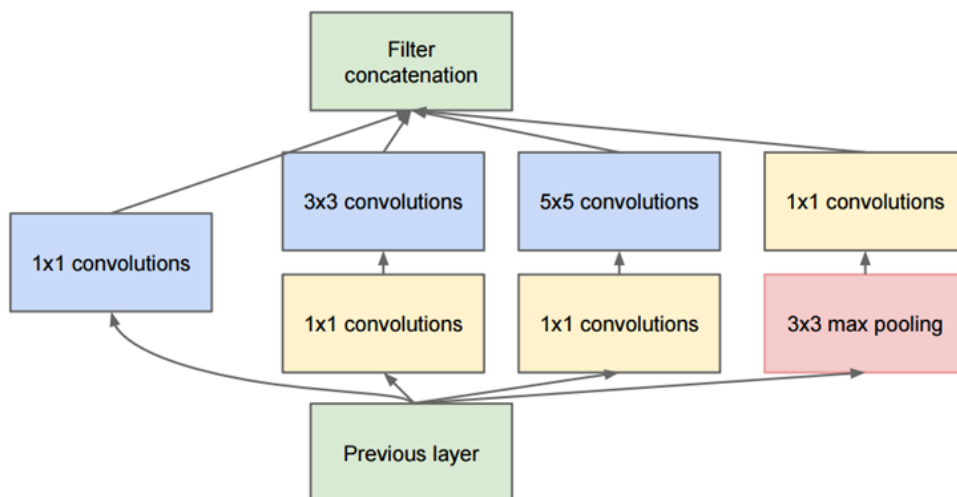 Filter
concatenation
3x3 convolutions
5x5 convolutions
1x1 convolutions
1x1 convolutions
1x1 convolutions
1x1 convolutions
3x3 max pooling
Previous layer